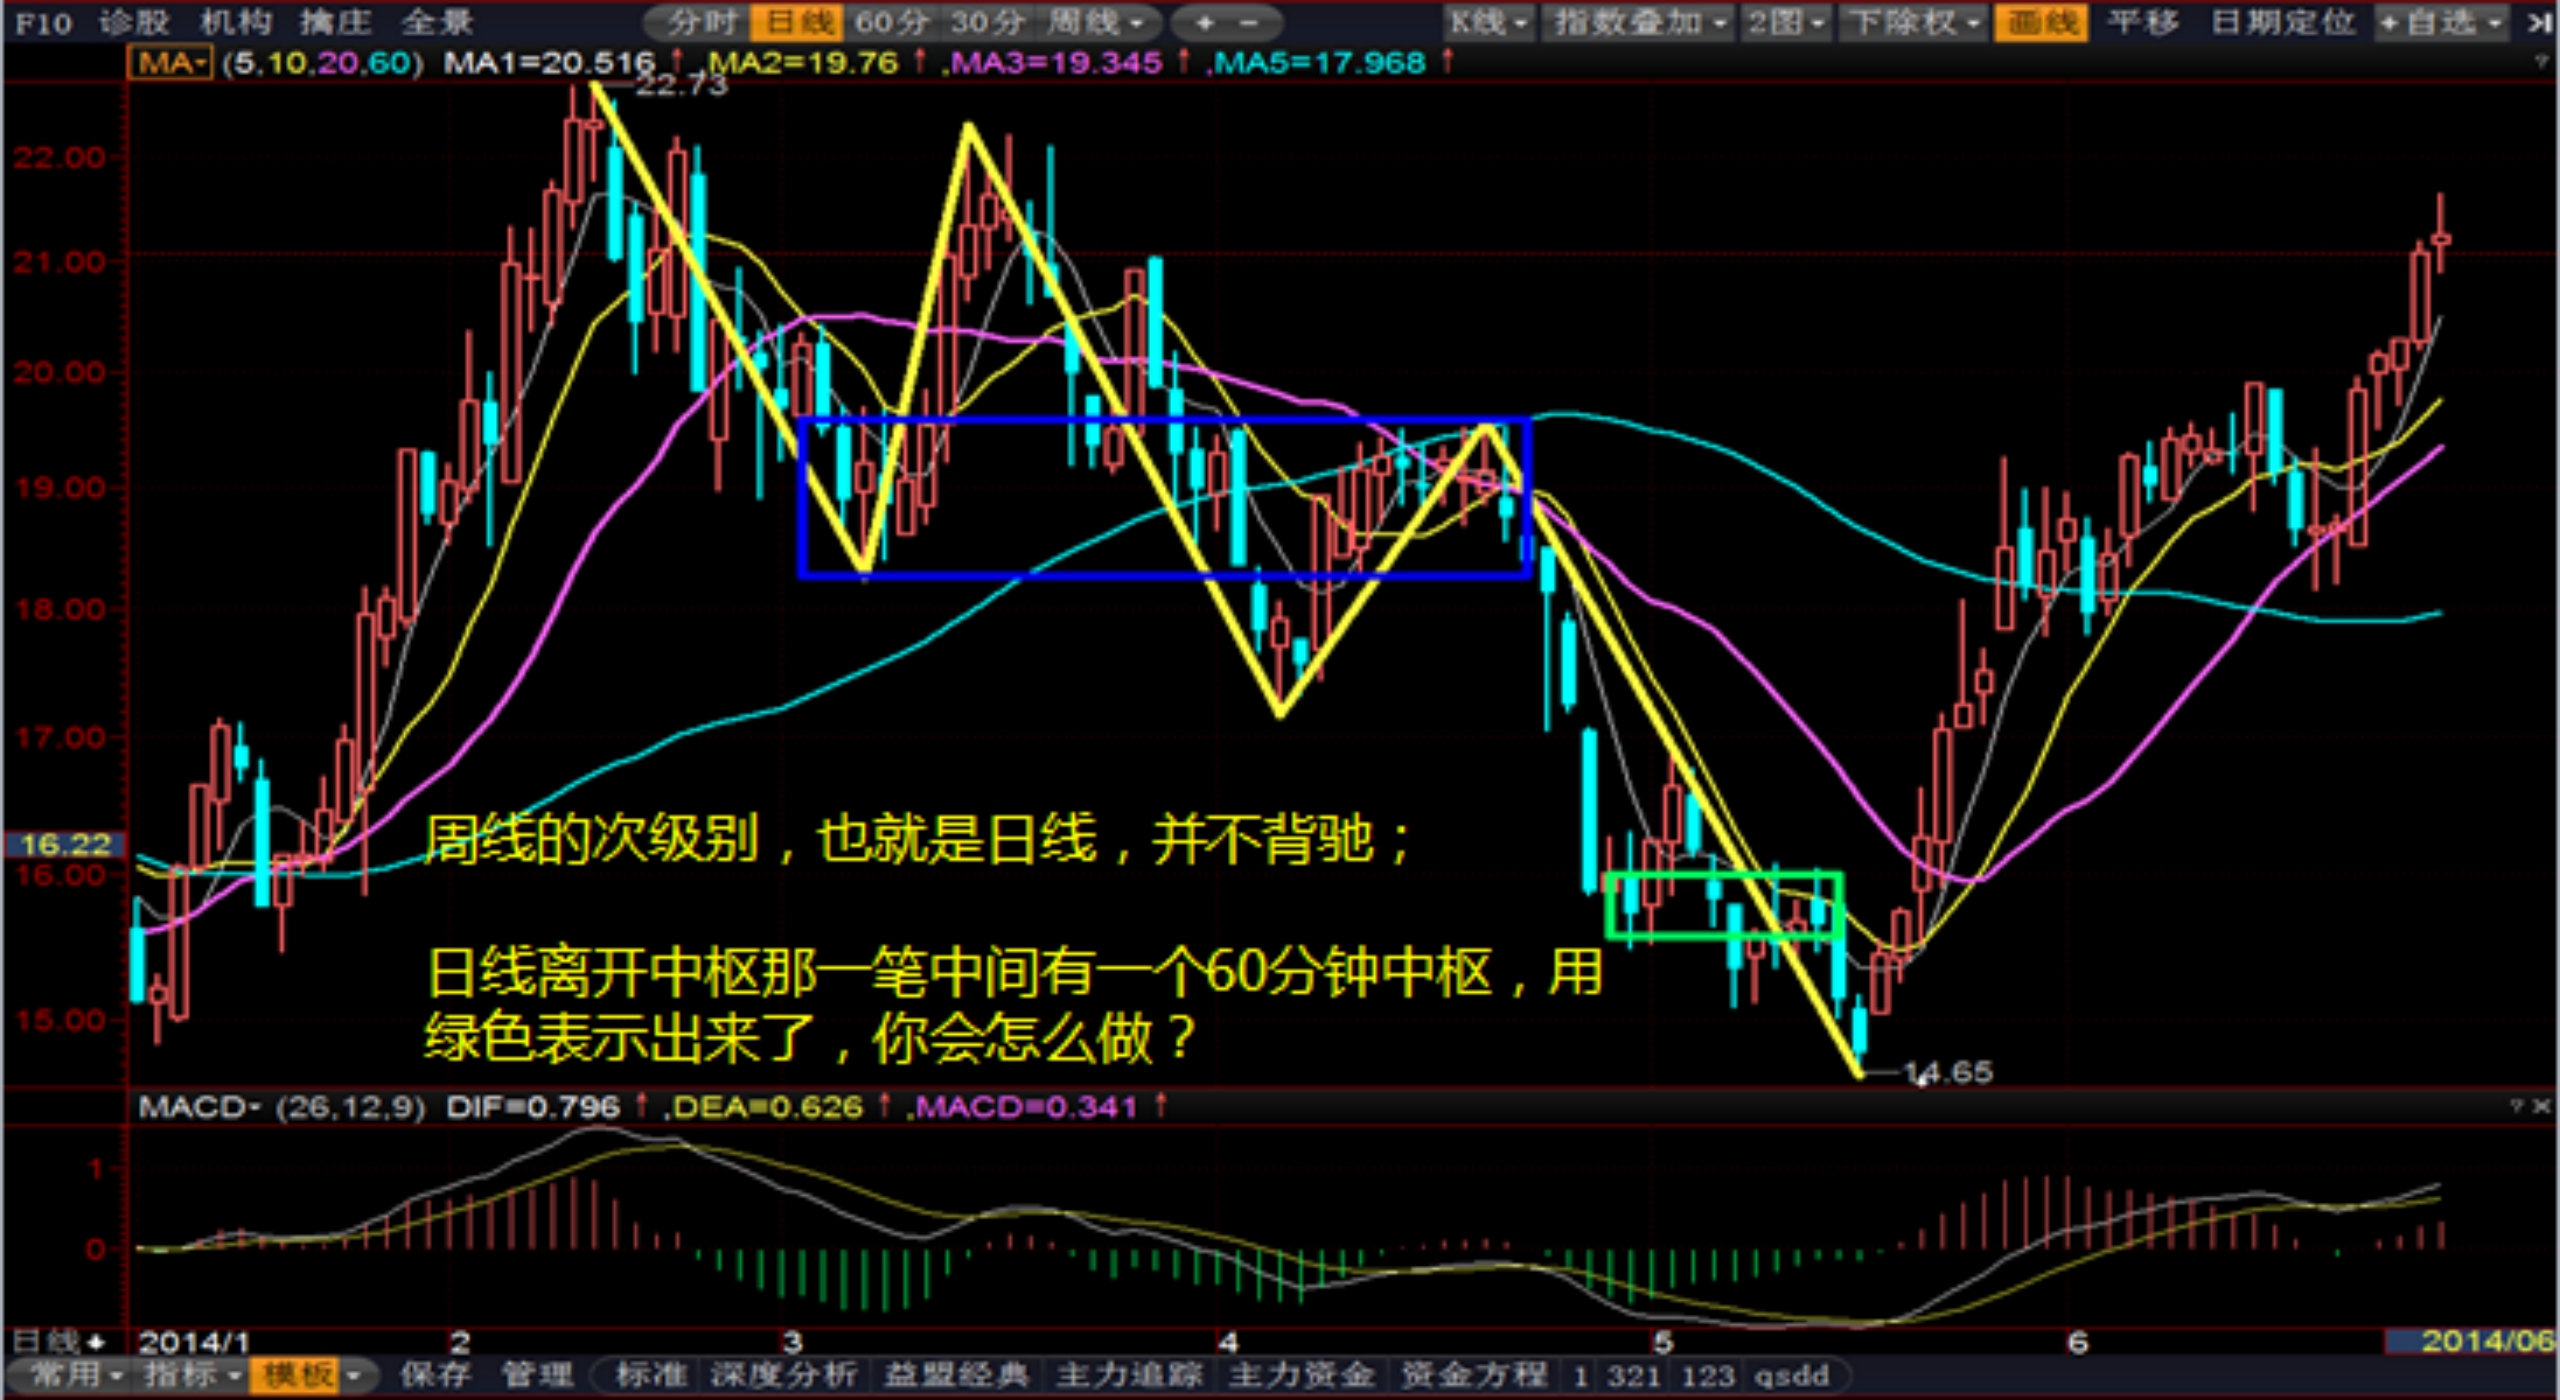 F10 诊股 机构 擒庄 全景 分时 日线 60分 30分 周线 + - K线 指数叠加 2图 下除权 画线 平移 日期定位 +自选
MA (5,10,20,60) MA1=20.516↑,MA2=19.76↑,MA3=19.345↑,MA5=17.968↑
22.73
22.00
21.00
20.00
19.00
18.00
17.00
16.22
16.00
15.00
周线的次级别，也就是日线，并不背驰；
日线离开中枢那一笔中间有一个60分钟中枢，用
绿色表示出来了，你会怎么做？
14.65
MACD (26,12,9) DIF=0.796↑,DEA=0.626↑,MACD=0.341↑
1
0
日线 2014/1 2 3 4 5 6 2014/06
常用 指标 模板 保存 管理 标准 深度分析 益盟经典 主力追踪 主力资金 资金方程 1 321 123 qsdd